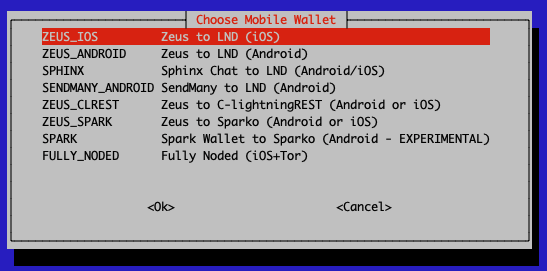 Choose Mobile Wallet
ZEUS_IOS Zeus to LND (iOS)
ZEUS_ANDROID Zeus to LND (Android)
SPHINX Sphinx Chat to LND (Android/iOS)
SENDMANY_ANDROID SendMany to LND (Android)
ZEUS_CLREST Zeus to C-lightningREST (Android or iOS)
ZEUS_SPARK Zeus to Sparko (Android or iOS)
SPARK Spark Wallet to Sparko (Android - EXPERIMENTAL)
FULLY_NODED Fully Noded (iOS+Tor)
<Ok> <Cancel>